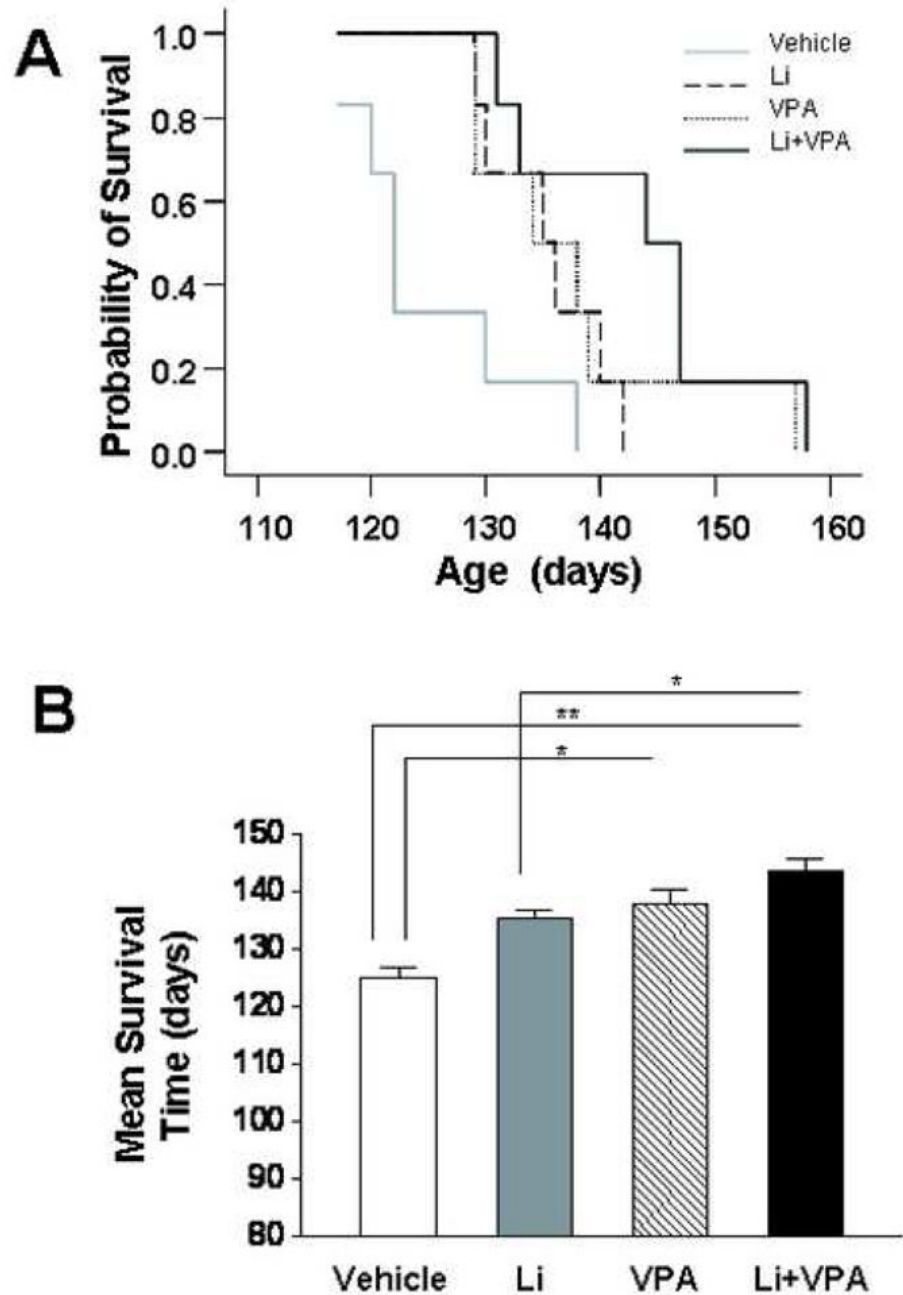 A
Probability of Survival
1.0
0.8
0.6
0.4
0.2
0.0
Vehicle
Li
VPA
Li+VPA
110 120 130 140 150 160
Age (days)
B
*
**
*
Mean Survival
Time (days)
150
140
130
120
110
100
90
80
Vehicle Li VPA Li+VPA